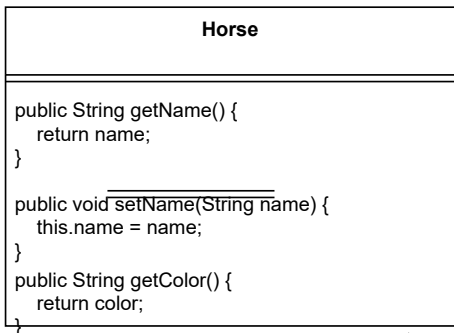 Horse
public String getName() {
return name;
}
public void setName(String name) {
this.name = name;
}
public String getColor() {
return color;
}